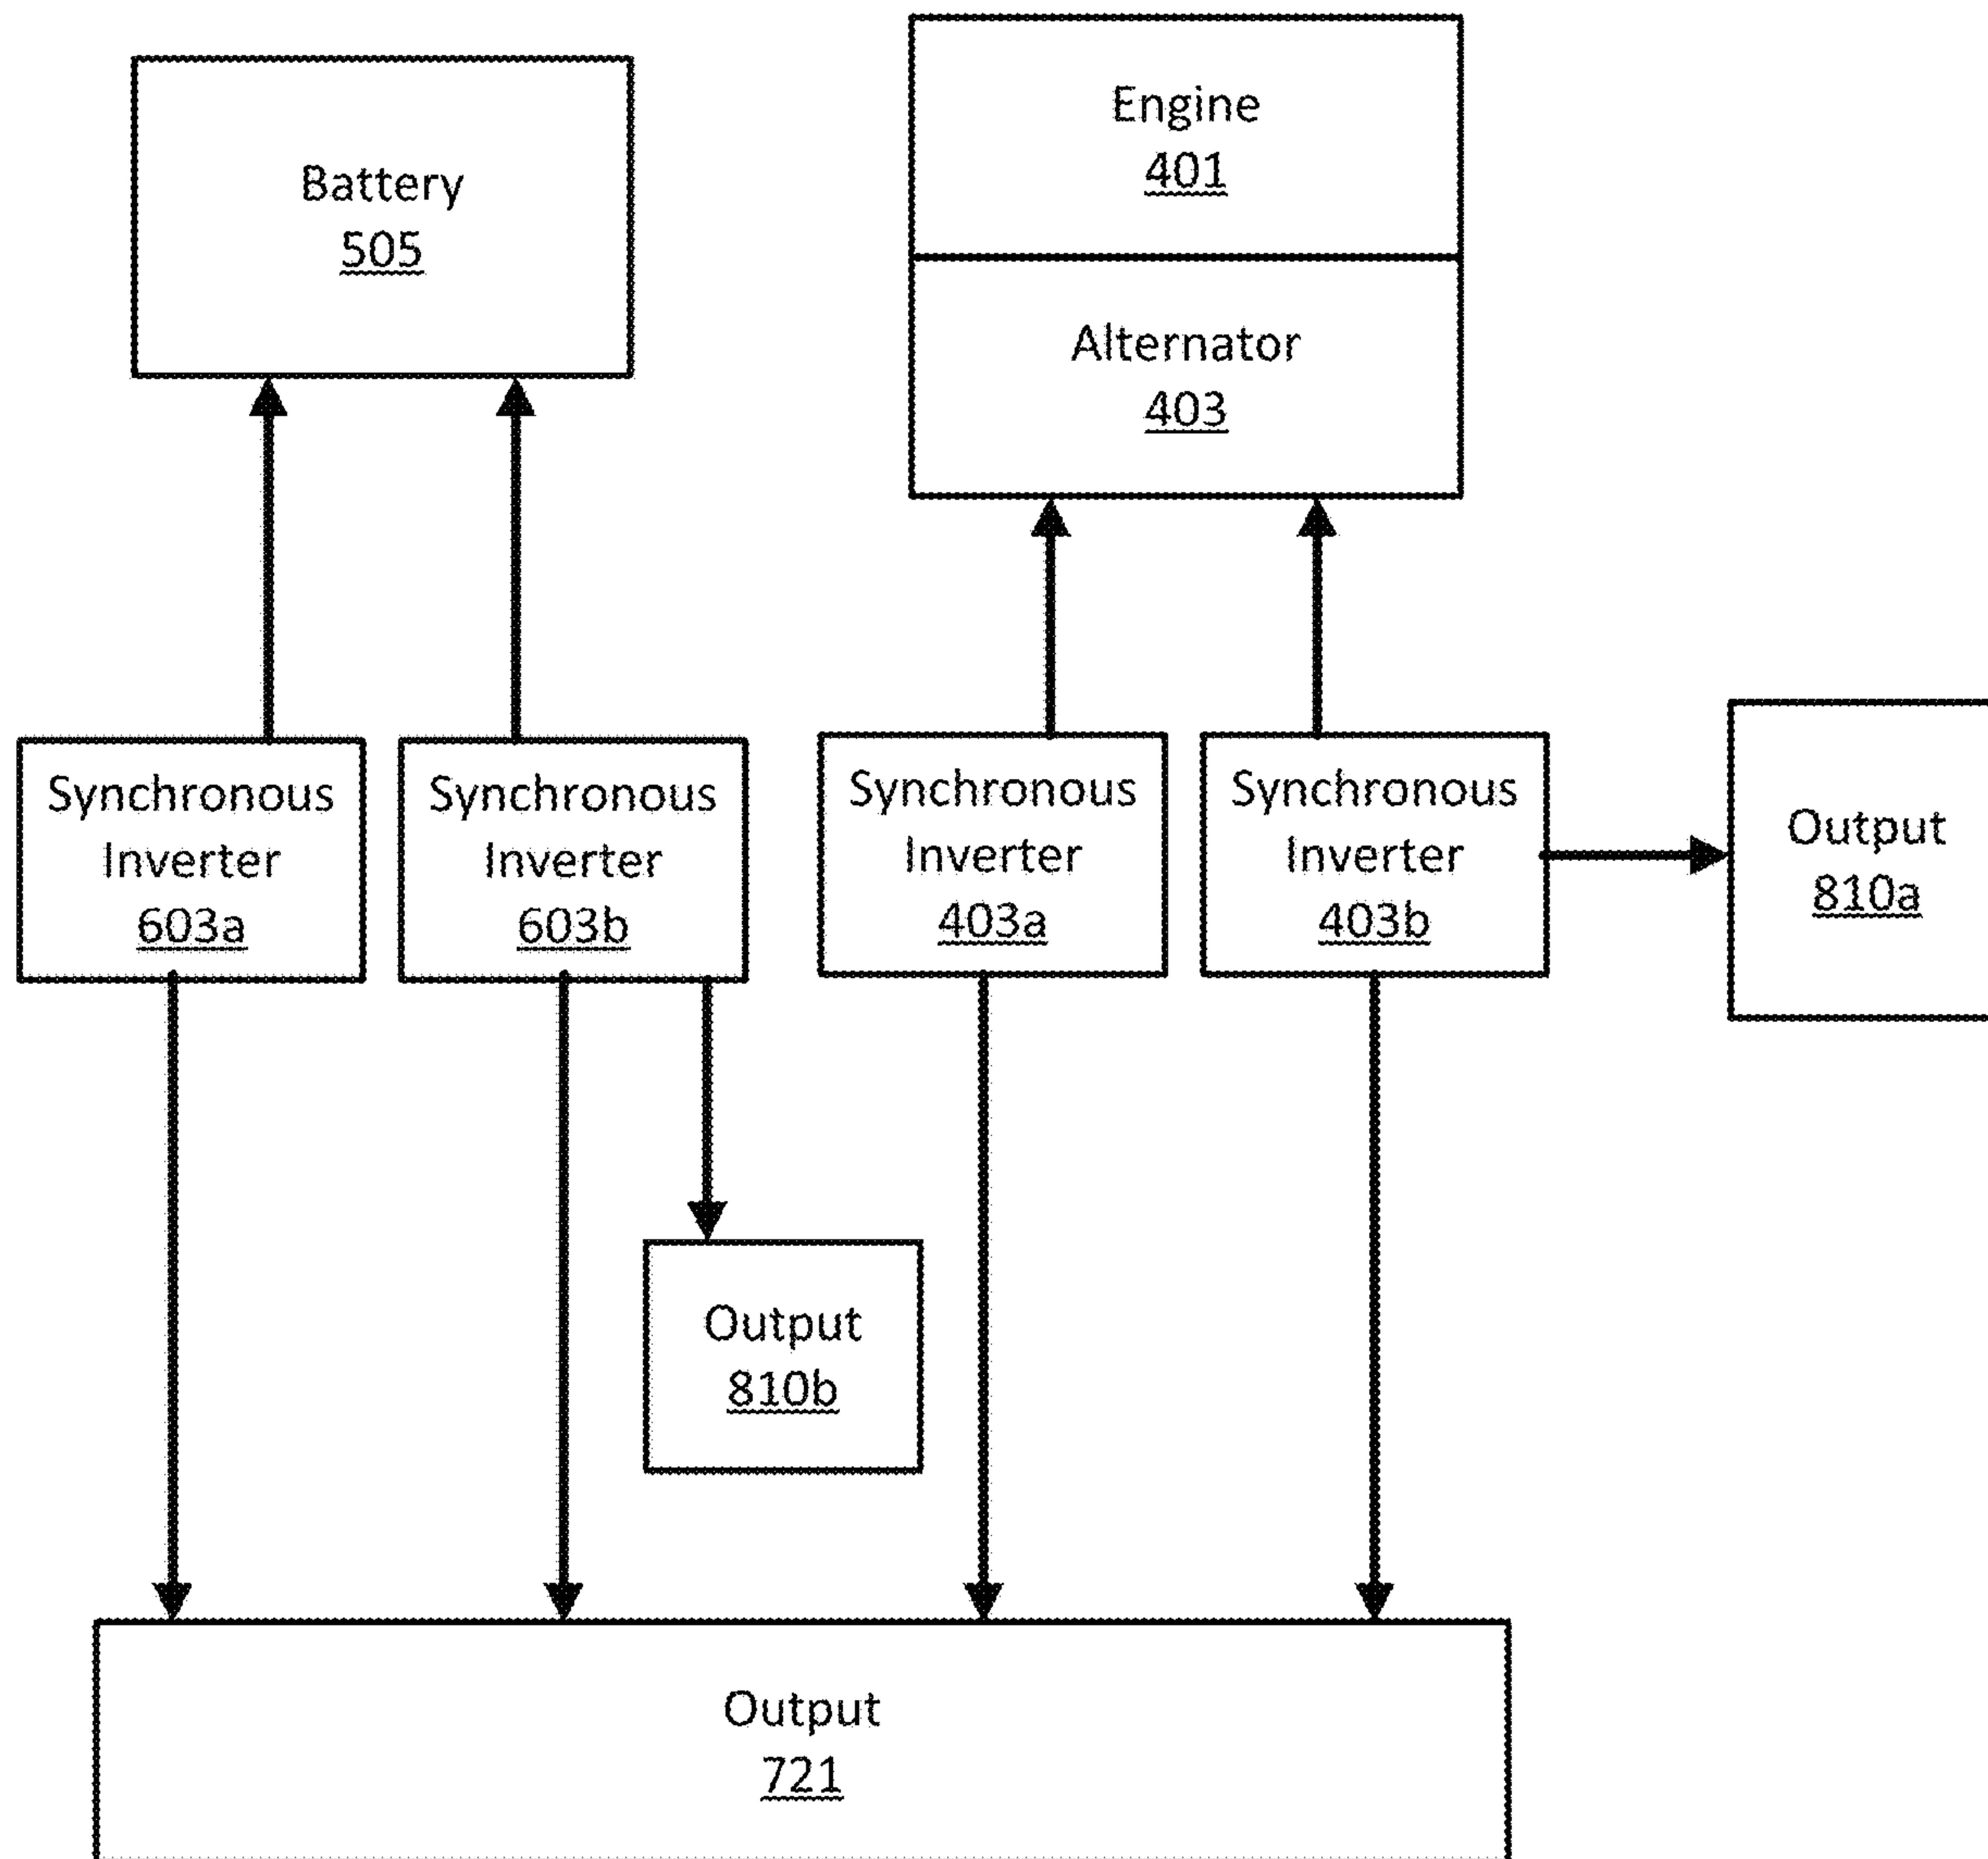 Engine
401
Battery
505
Alternator
403
Synchronous
Inverter
603a
Synchronous
Inverter
603b
Synchronous
Inverter
403a
Synchronous
Inverter
403b
Output
810a
Output
810b
Output
721